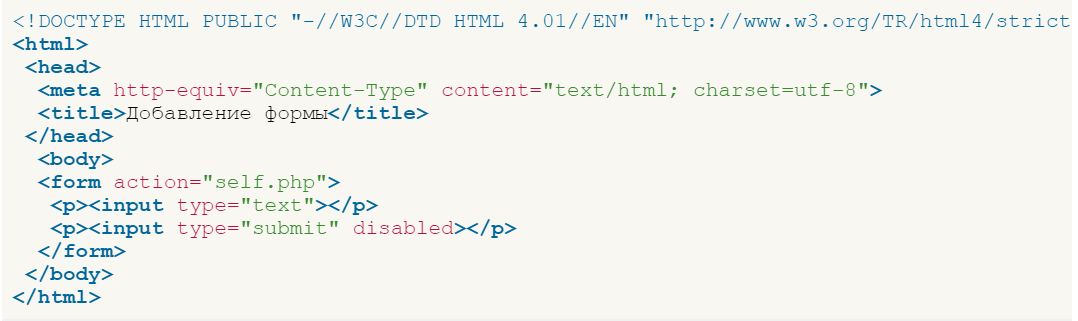 <!DOCTYPE HTML PUBLIC "-//W3C//DTD HTML 4.01//EN" "http://www.w3.org/TR/html4/strict
<html>
 <head>
  <meta http-equiv="Content-Type" content="text/html; charset=utf-8">
  <title>Добавление формы</title>
 </head>
  <body>
  <form action="self.php">
   <p><input type="text"></p>
   <p><input type="submit" disabled></p>
  </form>
 </body>
</html>